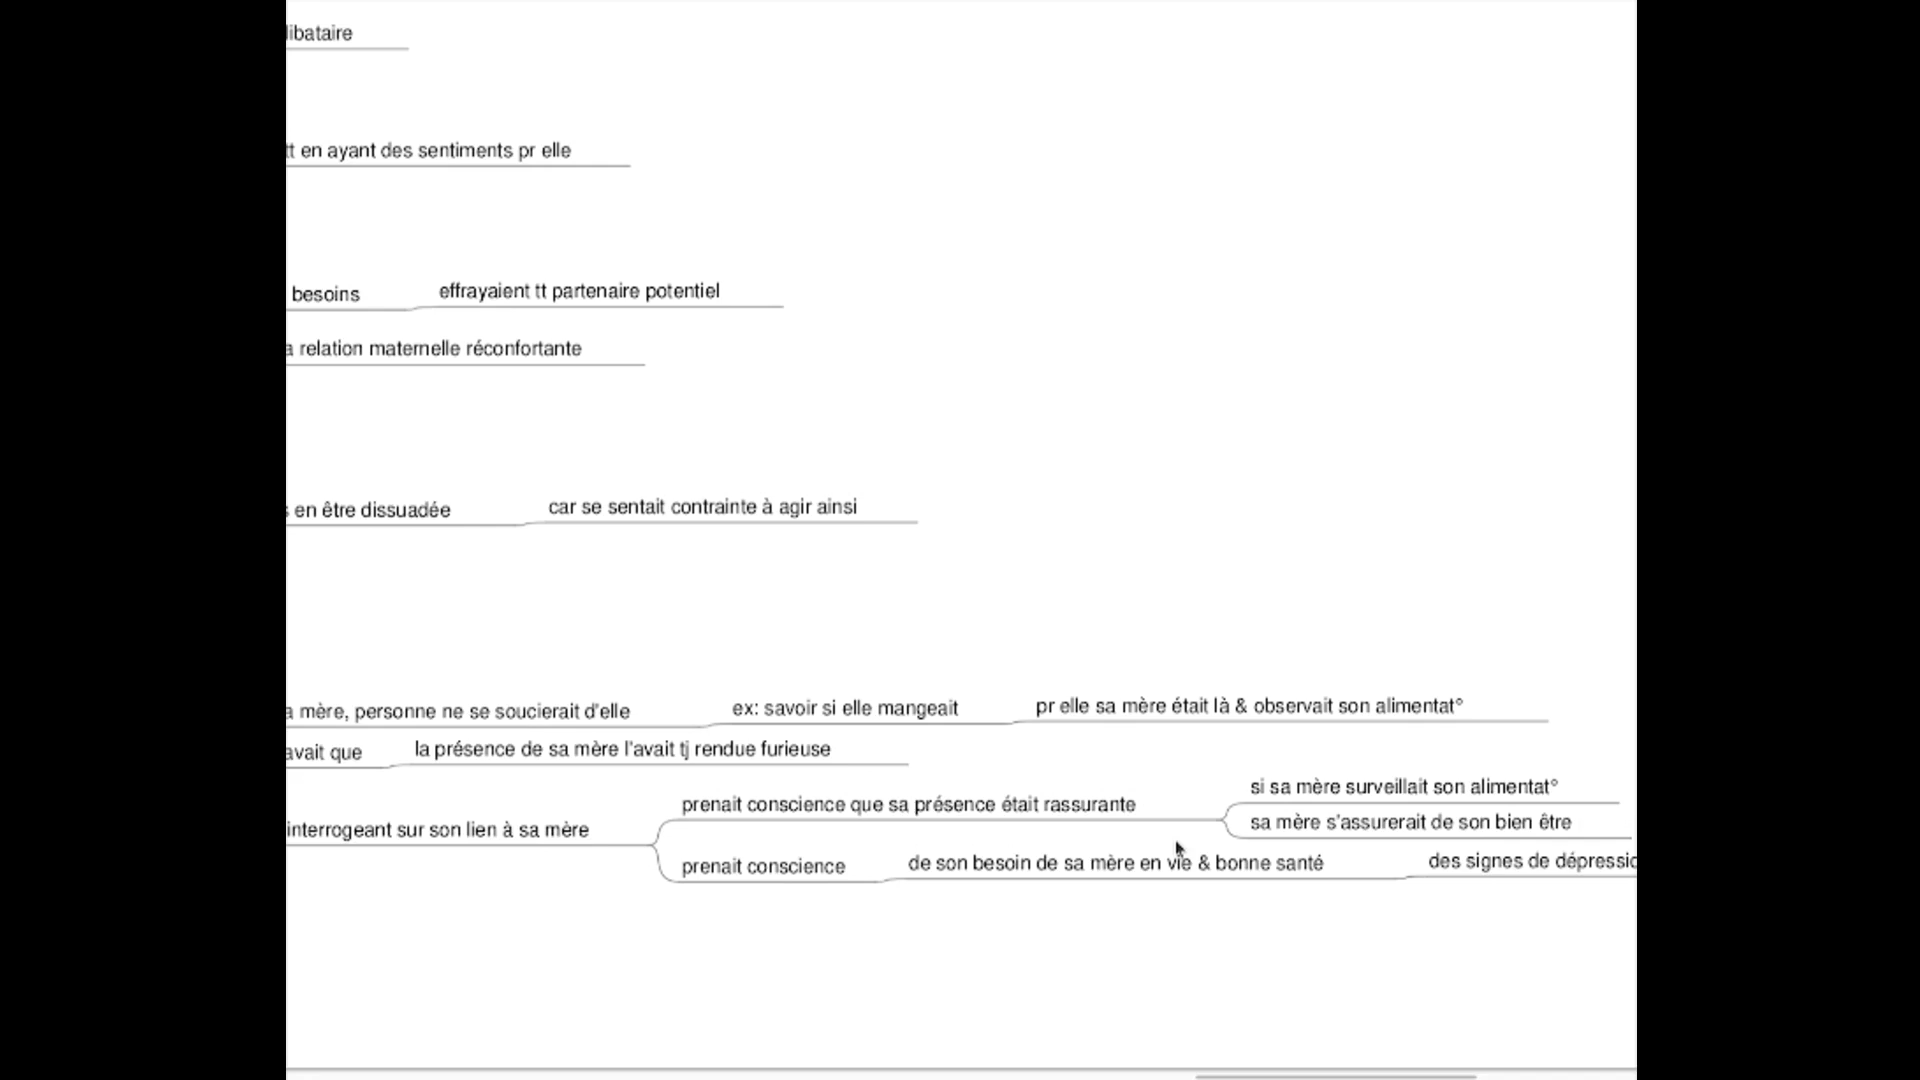 libataire
tt en ayant des sentiments pr elle
besoins
effrayaient tt partenaire potentiel
a relation maternelle réconfortante
s en être dissuadée
car se sentait contrainte à agir ainsi
a mère, personne ne se soucierait d'elle
ex: savoir si elle mangeait
pr elle sa mère était là & observait son alimentat°
avait que
la présence de sa mère l'avait tj rendue furieuse
interrogeant sur son lien à sa mère
prenait conscience que sa présence était rassurante
si sa mère surveillait son alimentat°
sa mère s'assurerait de son bien être
prenait conscience
de son besoin de sa mère en vie & bonne santé
des signes de dépressio